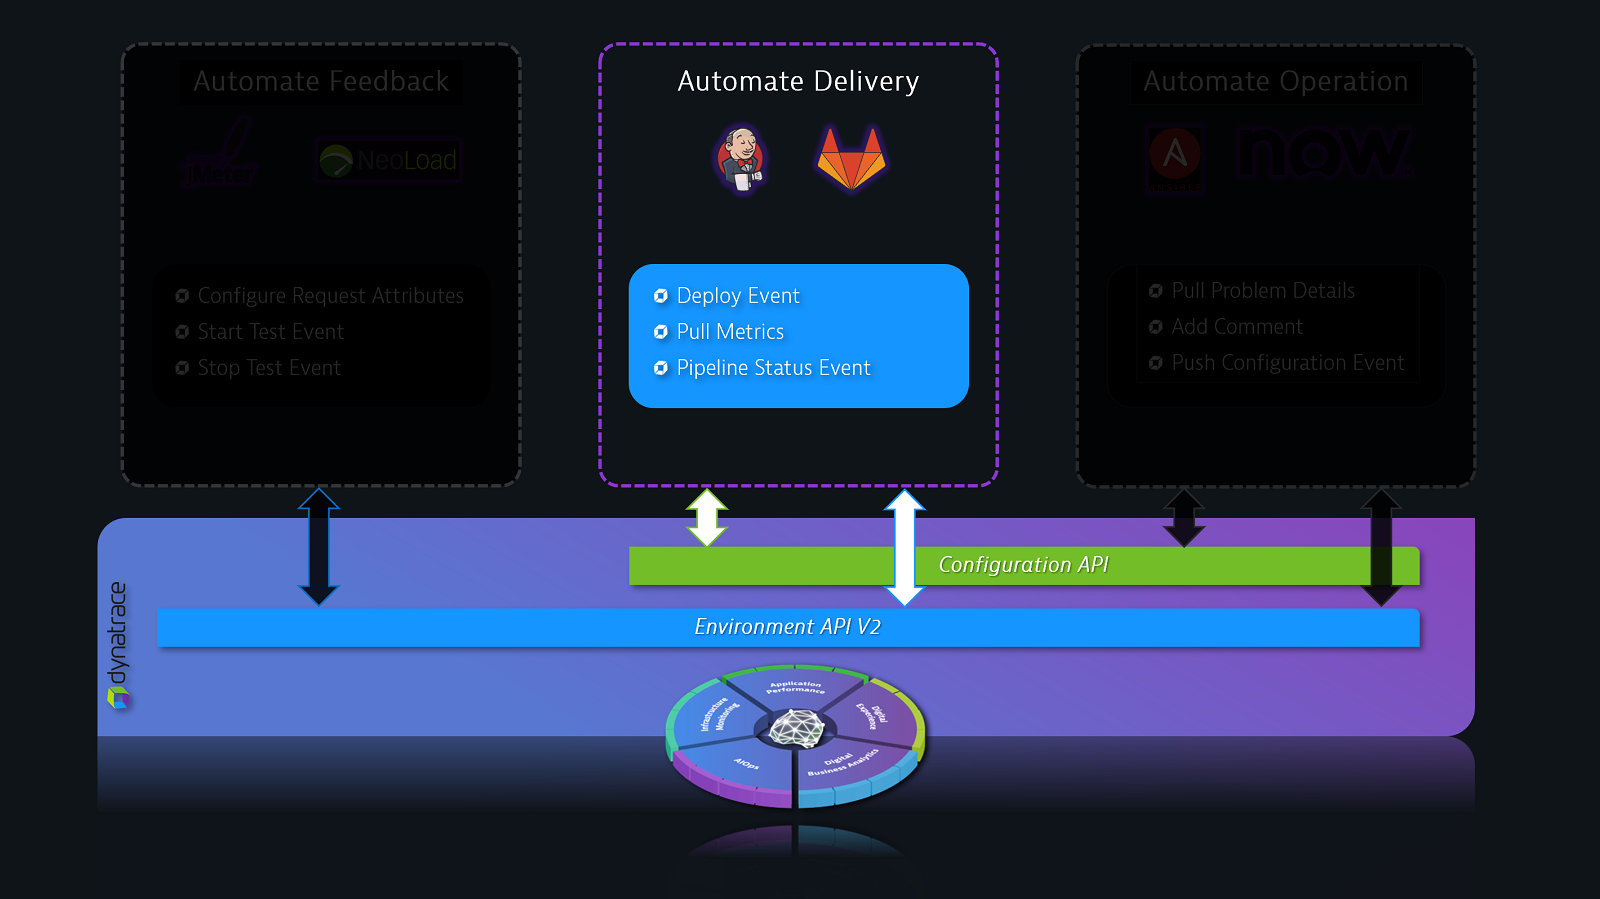 Automate Feedback
Automate Delivery
Automate Operation
JMeter
NeoLoad
A
ANSIBLE
now
Configure Request Attributes
Start Test Event
Stop Test Event
Deploy Event
Pull Metrics
Pipeline Status Event
Pull Problem Details
Add Comment
Push Configuration Event
Configuration API
Environment API V2
dynatrace
Application
Performance
Infrastructure
Monitoring
Digital
Experience
AIOps
Digital
Business Analytics